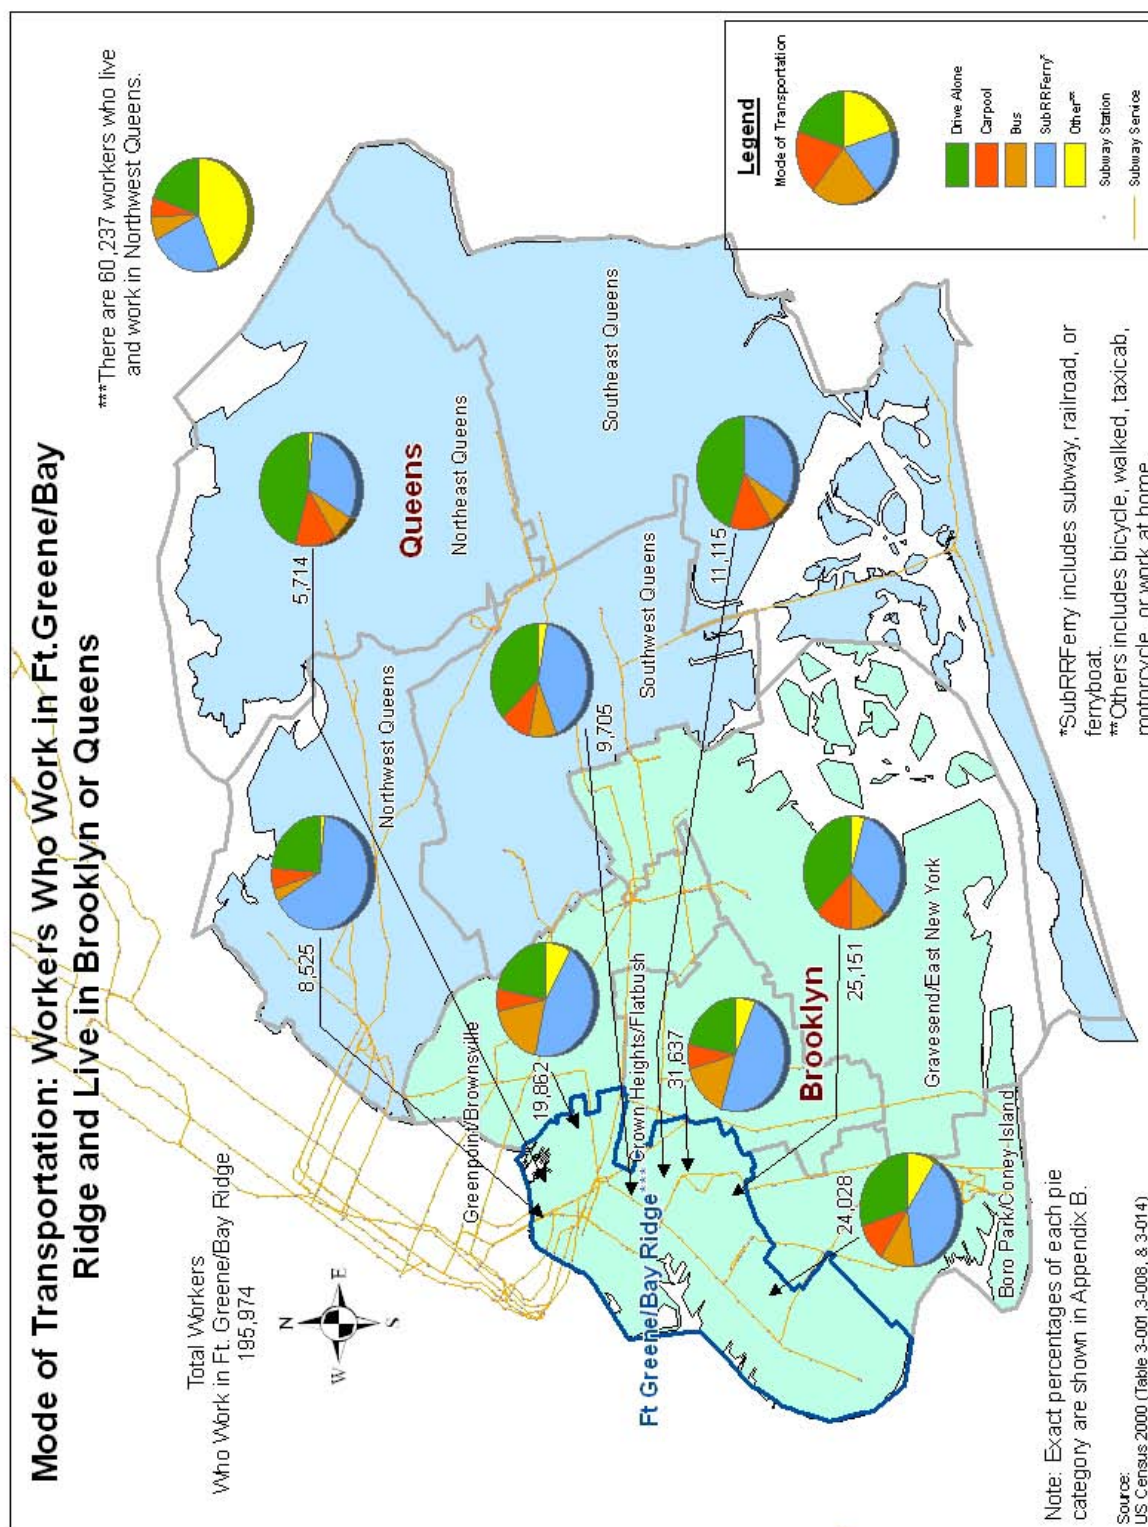 Mode of Transportation: Workers Who Work in Ft.Greene/Bay
Ridge and Live in Brooklyn or Queens
***There are 60,237 workers who live
and work in Northwest Queens.
Total Workers
Who Work in Ft. Greene/Bay Ridge
195,974
N
W
E
S
8,525
5,714
Northwest Queens
Queens
Northeast Queens
Southeast Queens
Southwest Queens
9,705
11,115
Greenpoint/Brownsville
19,862
Crown Heights/Flatbush
31,637
Ft Greene/Bay Ridge***
Brooklyn
25,151
Gravesend/East New York
24,028
Boro Park/Coney-Island
Legend
Mode of Transportation
Drive Alone
Carpool
Bus
SubRRFerry*
Other**
Subway Station
Subway Service
*SubRRFerry includes subway, railroad, or
ferryboat.
**Others includes bicycle, walked, taxicab,
motorcycle, or work at home
Note: Exact percentages of each pie
category are shown in Appendix B.
Source:
US Census 2000 (Table 3-001,3-008, & 3-014)